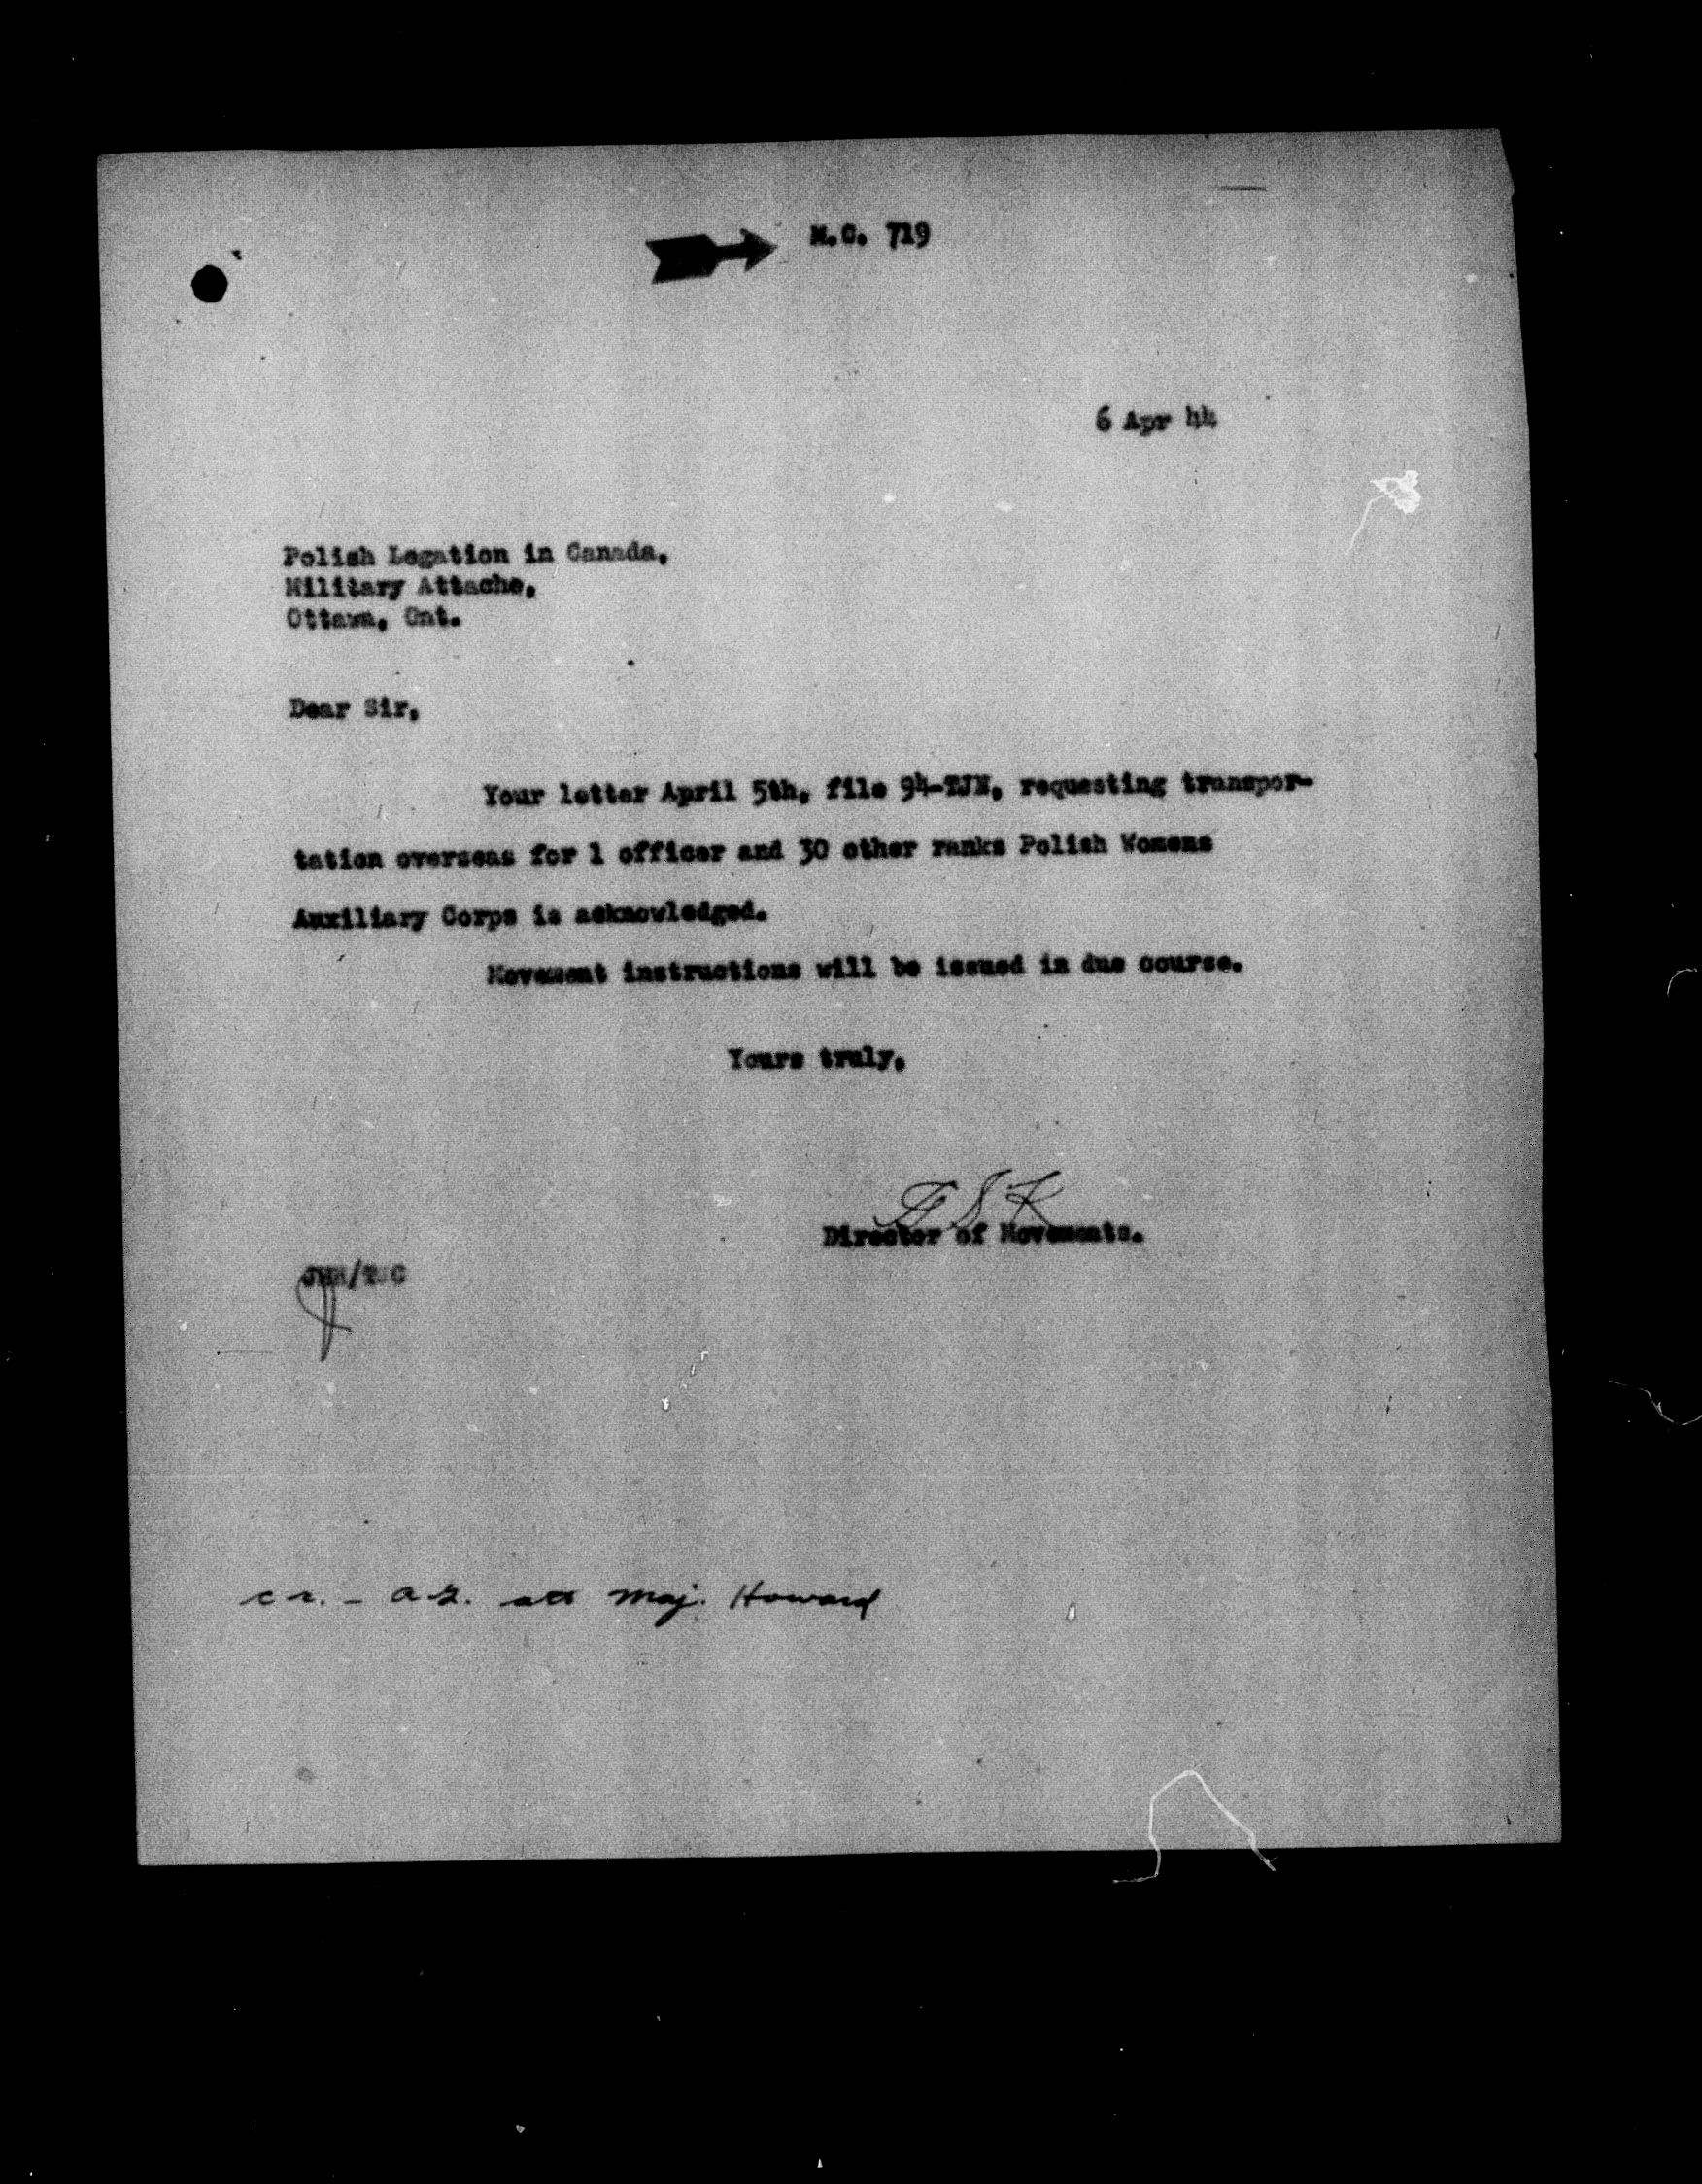 M.C. 719
6 Apr 44
Polish Legation in Canada,
Military Attache,
Ottawa, Ont.
Dear Sir,
Your letter April 5th, file 94-TJN, requesting transpor-
tation overseas for 1 officer and 30 other ranks Polish Womens
Auxiliary Corps is acknowledged.
Movement instructions will be issued in due course.
Yours truly,
Director of Movements.
Maj. Howard